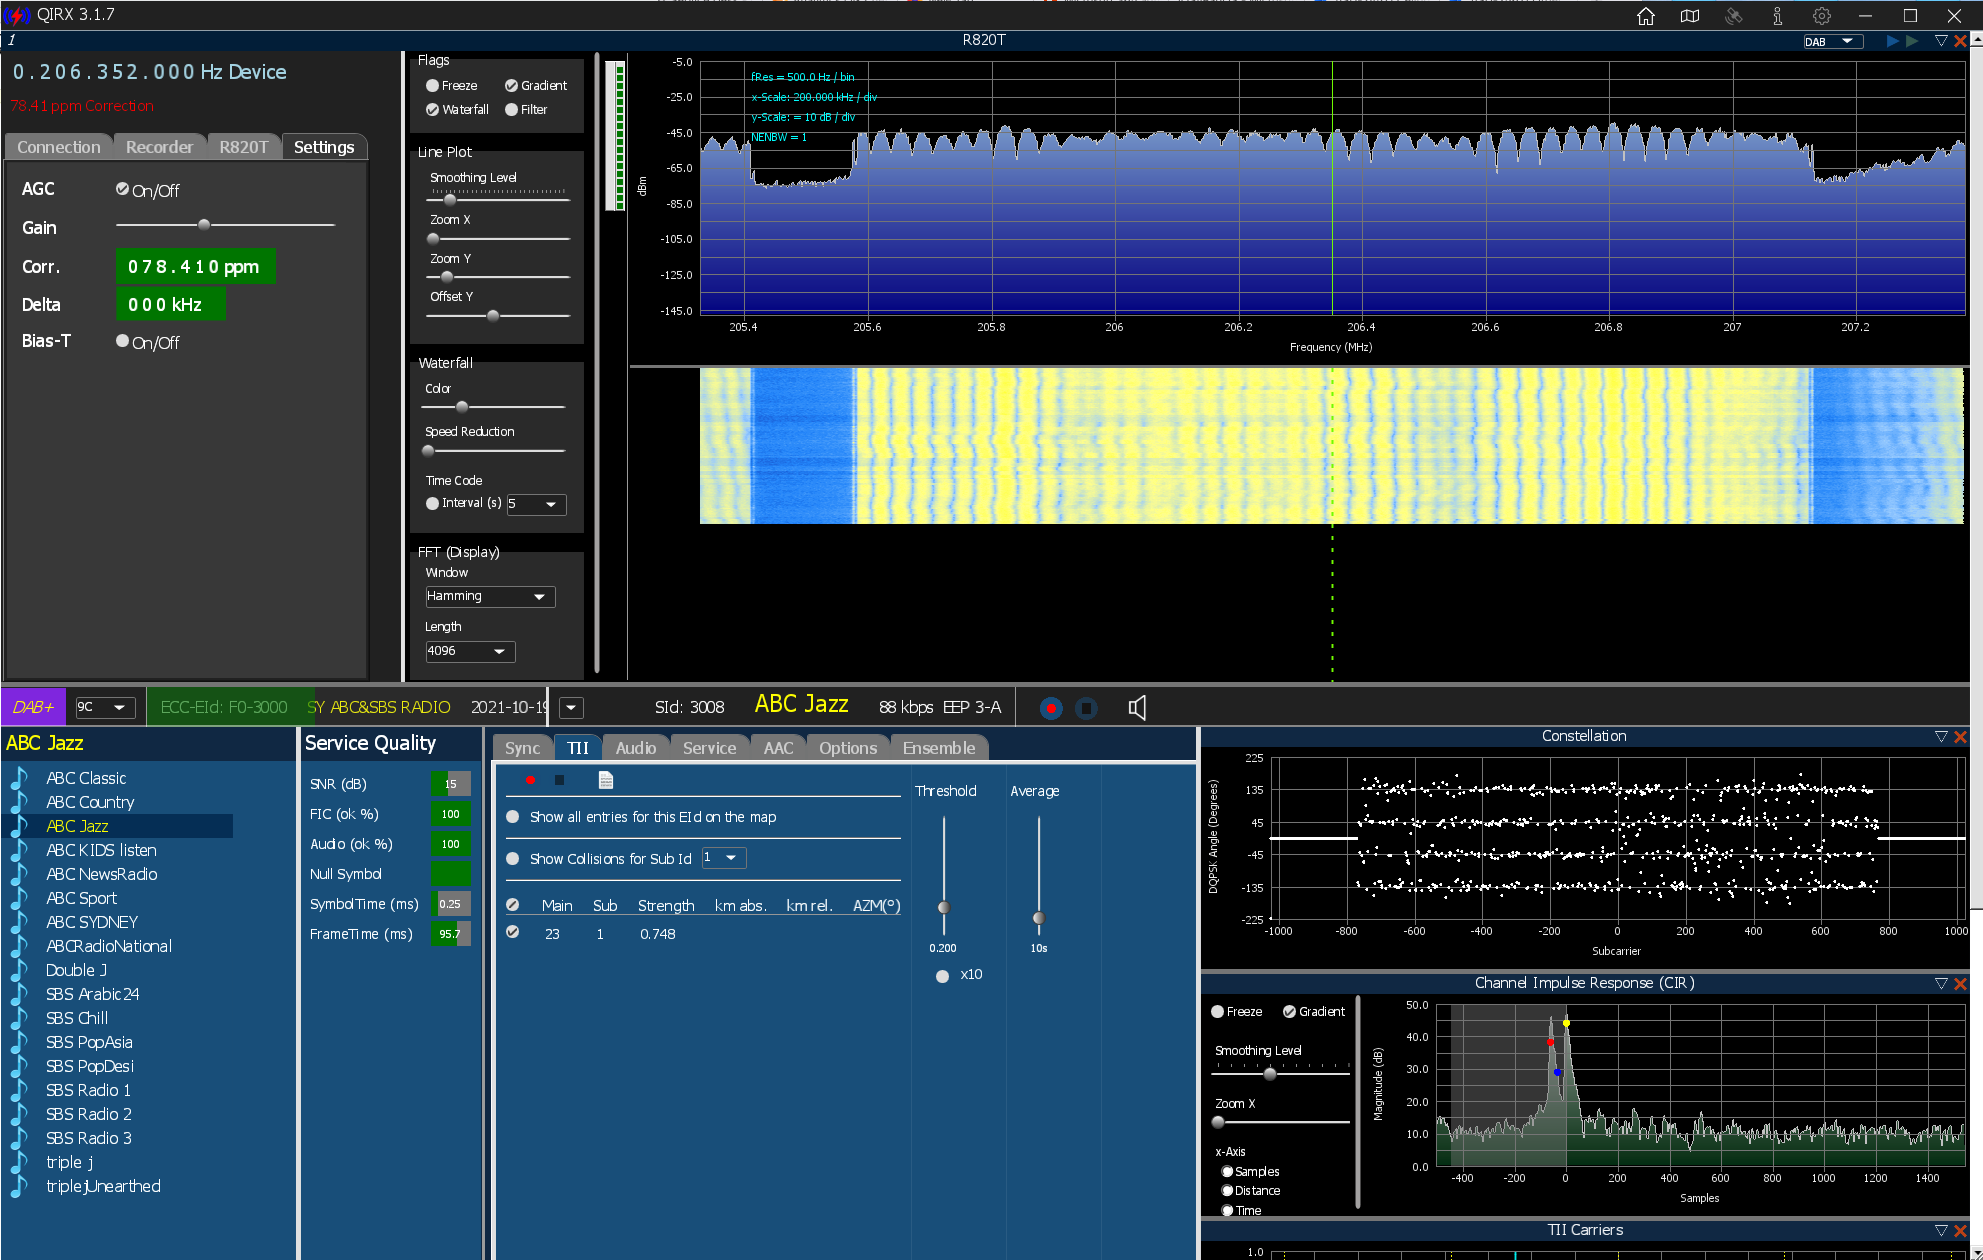 QIRX 3.1.7
1
R820T
DAB
0.206.352.000 Hz Device
78.41 ppm Correction
Connection Recorder R820T Settings
AGC On/Off
Gain
Corr. 078.410 ppm
Delta 000 kHz
Bias-T On/Off
Flags
Freeze Gradient
Waterfall Filter
Line Plot
Smoothing Level
Zoom X
Zoom Y
Offset Y
Waterfall
Color
Speed Reduction
Time Code
Interval (s) 5
FFT (Display)
Window
Hamming
Length
4096
dBm
-5.0
-25.0
-45.0
-65.0
-85.0
-105.0
-125.0
-145.0
fRes = 500.0 Hz / bin
x-Scale: 200.000 kHz / div
y-Scale: = 10 dB / div
NENBW = 1
205.4 205.6 205.8 206 206.2 206.4 206.6 206.8 207 207.2
Frequency (MHz)
DAB+ 9C ECC-EId: F0-3000 SY ABC&SBS RADIO 2021-10-19 SId: 3008 ABC Jazz 88 kbps EEP 3-A
ABC Jazz
ABC Classic
ABC Country
ABC Jazz
ABC KIDS listen
ABC NewsRadio
ABC Sport
ABC SYDNEY
ABCRadioNational
Double J
SBS Arabic24
SBS Chill
SBS PopAsia
SBS PopDesi
SBS Radio 1
SBS Radio 2
SBS Radio 3
triple j
triplejUnearthed
Service Quality
SNR (dB) 15
FIC (ok %) 100
Audio (ok %) 100
Null Symbol
SymbolTime (ms) 0.25
FrameTime (ms) 95.7
Sync TII Audio Service AAC Options Ensemble
Show all entries for this EId on the map
Show Collisions for Sub Id 1
Main Sub Strength km abs. km rel. AZM(°)
23 1 0.748
Threshold Average
0.200 10s
x10
Constellation
DQPSK Angle (Degrees)
225
135
45
-45
-135
-225
-1000 -800 -600 -400 -200 0 200 400 600 800 1000
Subcarrier
Channel Impulse Response (CIR)
Freeze Gradient
Smoothing Level
Zoom X
x-Axis
Samples
Distance
Time
Magnitude (dB)
50.0
40.0
30.0
20.0
10.0
0.0
-400 -200 0 200 400 600 800 1000 1200 1400
Samples
TII Carriers
1.0